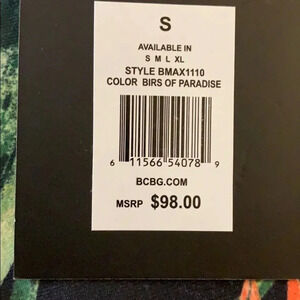 S
AVAILABLE IN
S M L XL
STYLE BMAX1110
COLOR BIRS OF PARADISE
6 11566 54078 9
BCBG.COM
MSRP $98.00